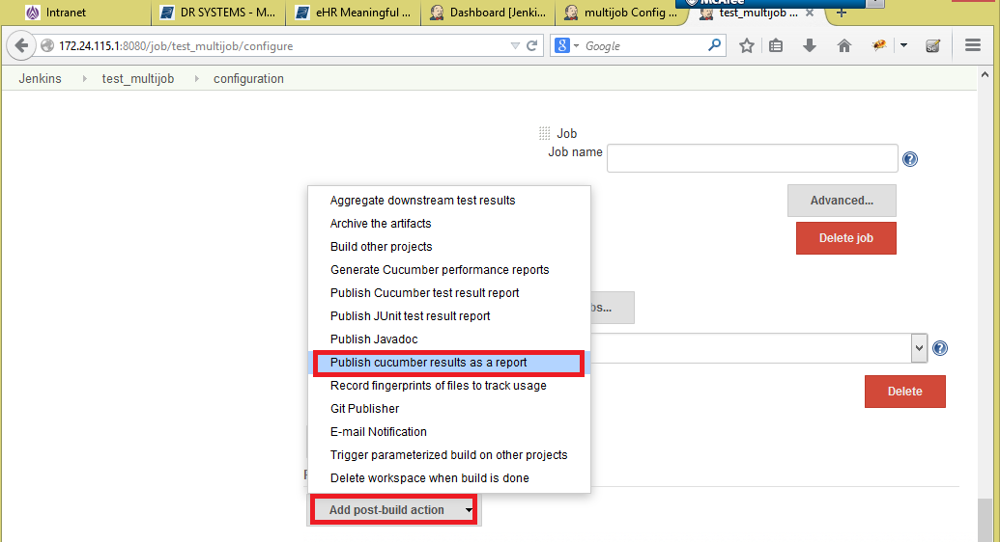 McAfee
Intranet
DR SYSTEMS - M...
eHR Meaningful ...
Dashboard [Jenki...
multijob Config ...
test_multijob ...
172.24.115.1:8080/job/test_multijob/configure
Google
Jenkins
test_multijob
configuration
Job
Job name
Advanced...
Delete job
Aggregate downstream test results
Archive the artifacts
Build other projects
Generate Cucumber performance reports
Publish Cucumber test result report
Publish JUnit test result report
Publish Javadoc
Publish cucumber results as a report
Record fingerprints of files to track usage
Git Publisher
E-mail Notification
Trigger parameterized build on other projects
Delete workspace when build is done
bs...
Delete
Add post-build action